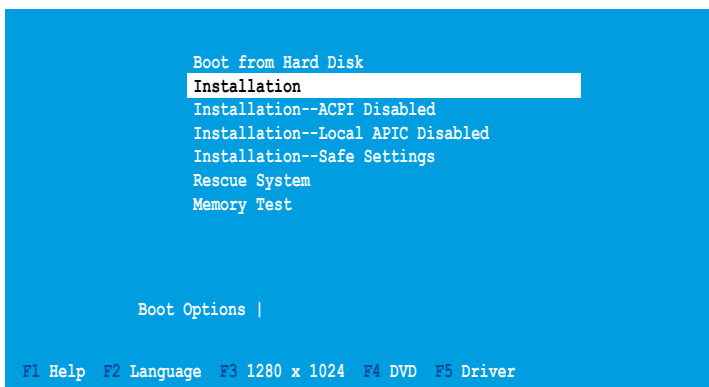 Boot from Hard Disk
Installation
Installation--ACPI Disabled
Installation--Local APIC Disabled
Installation--Safe Settings
Rescue System
Memory Test
Boot Options |
F1 Help F2 Language F3 1280 x 1024 F4 DVD F5 Driver